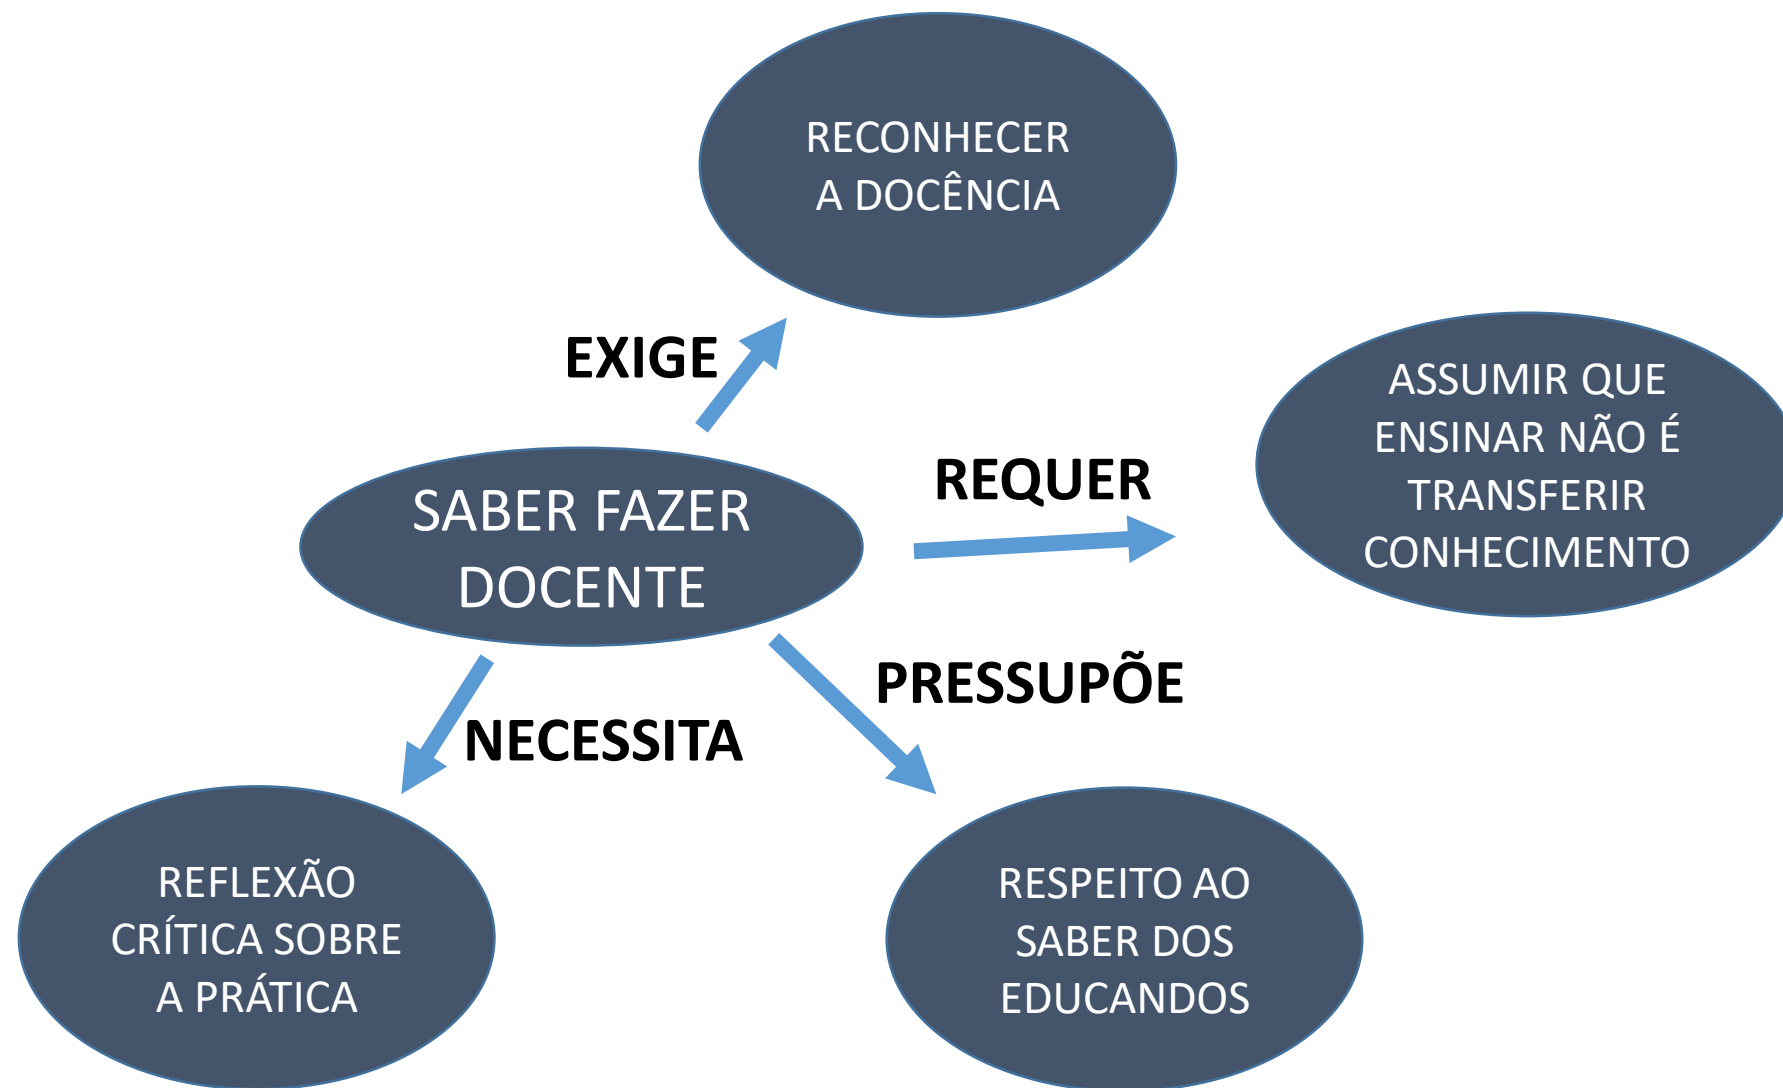 RECONHECER
A DOCÊNCIA
EXIGE
ASSUMIR QUE
ENSINAR NÃO É
TRANSFERIR
CONHECIMENTO
REQUER
SABER FAZER
DOCENTE
PRESSUPÕE
NECESSITA
REFLEXÃO
CRÍTICA SOBRE
A PRÁTICA
RESPEITO AO
SABER DOS
EDUCANDOS